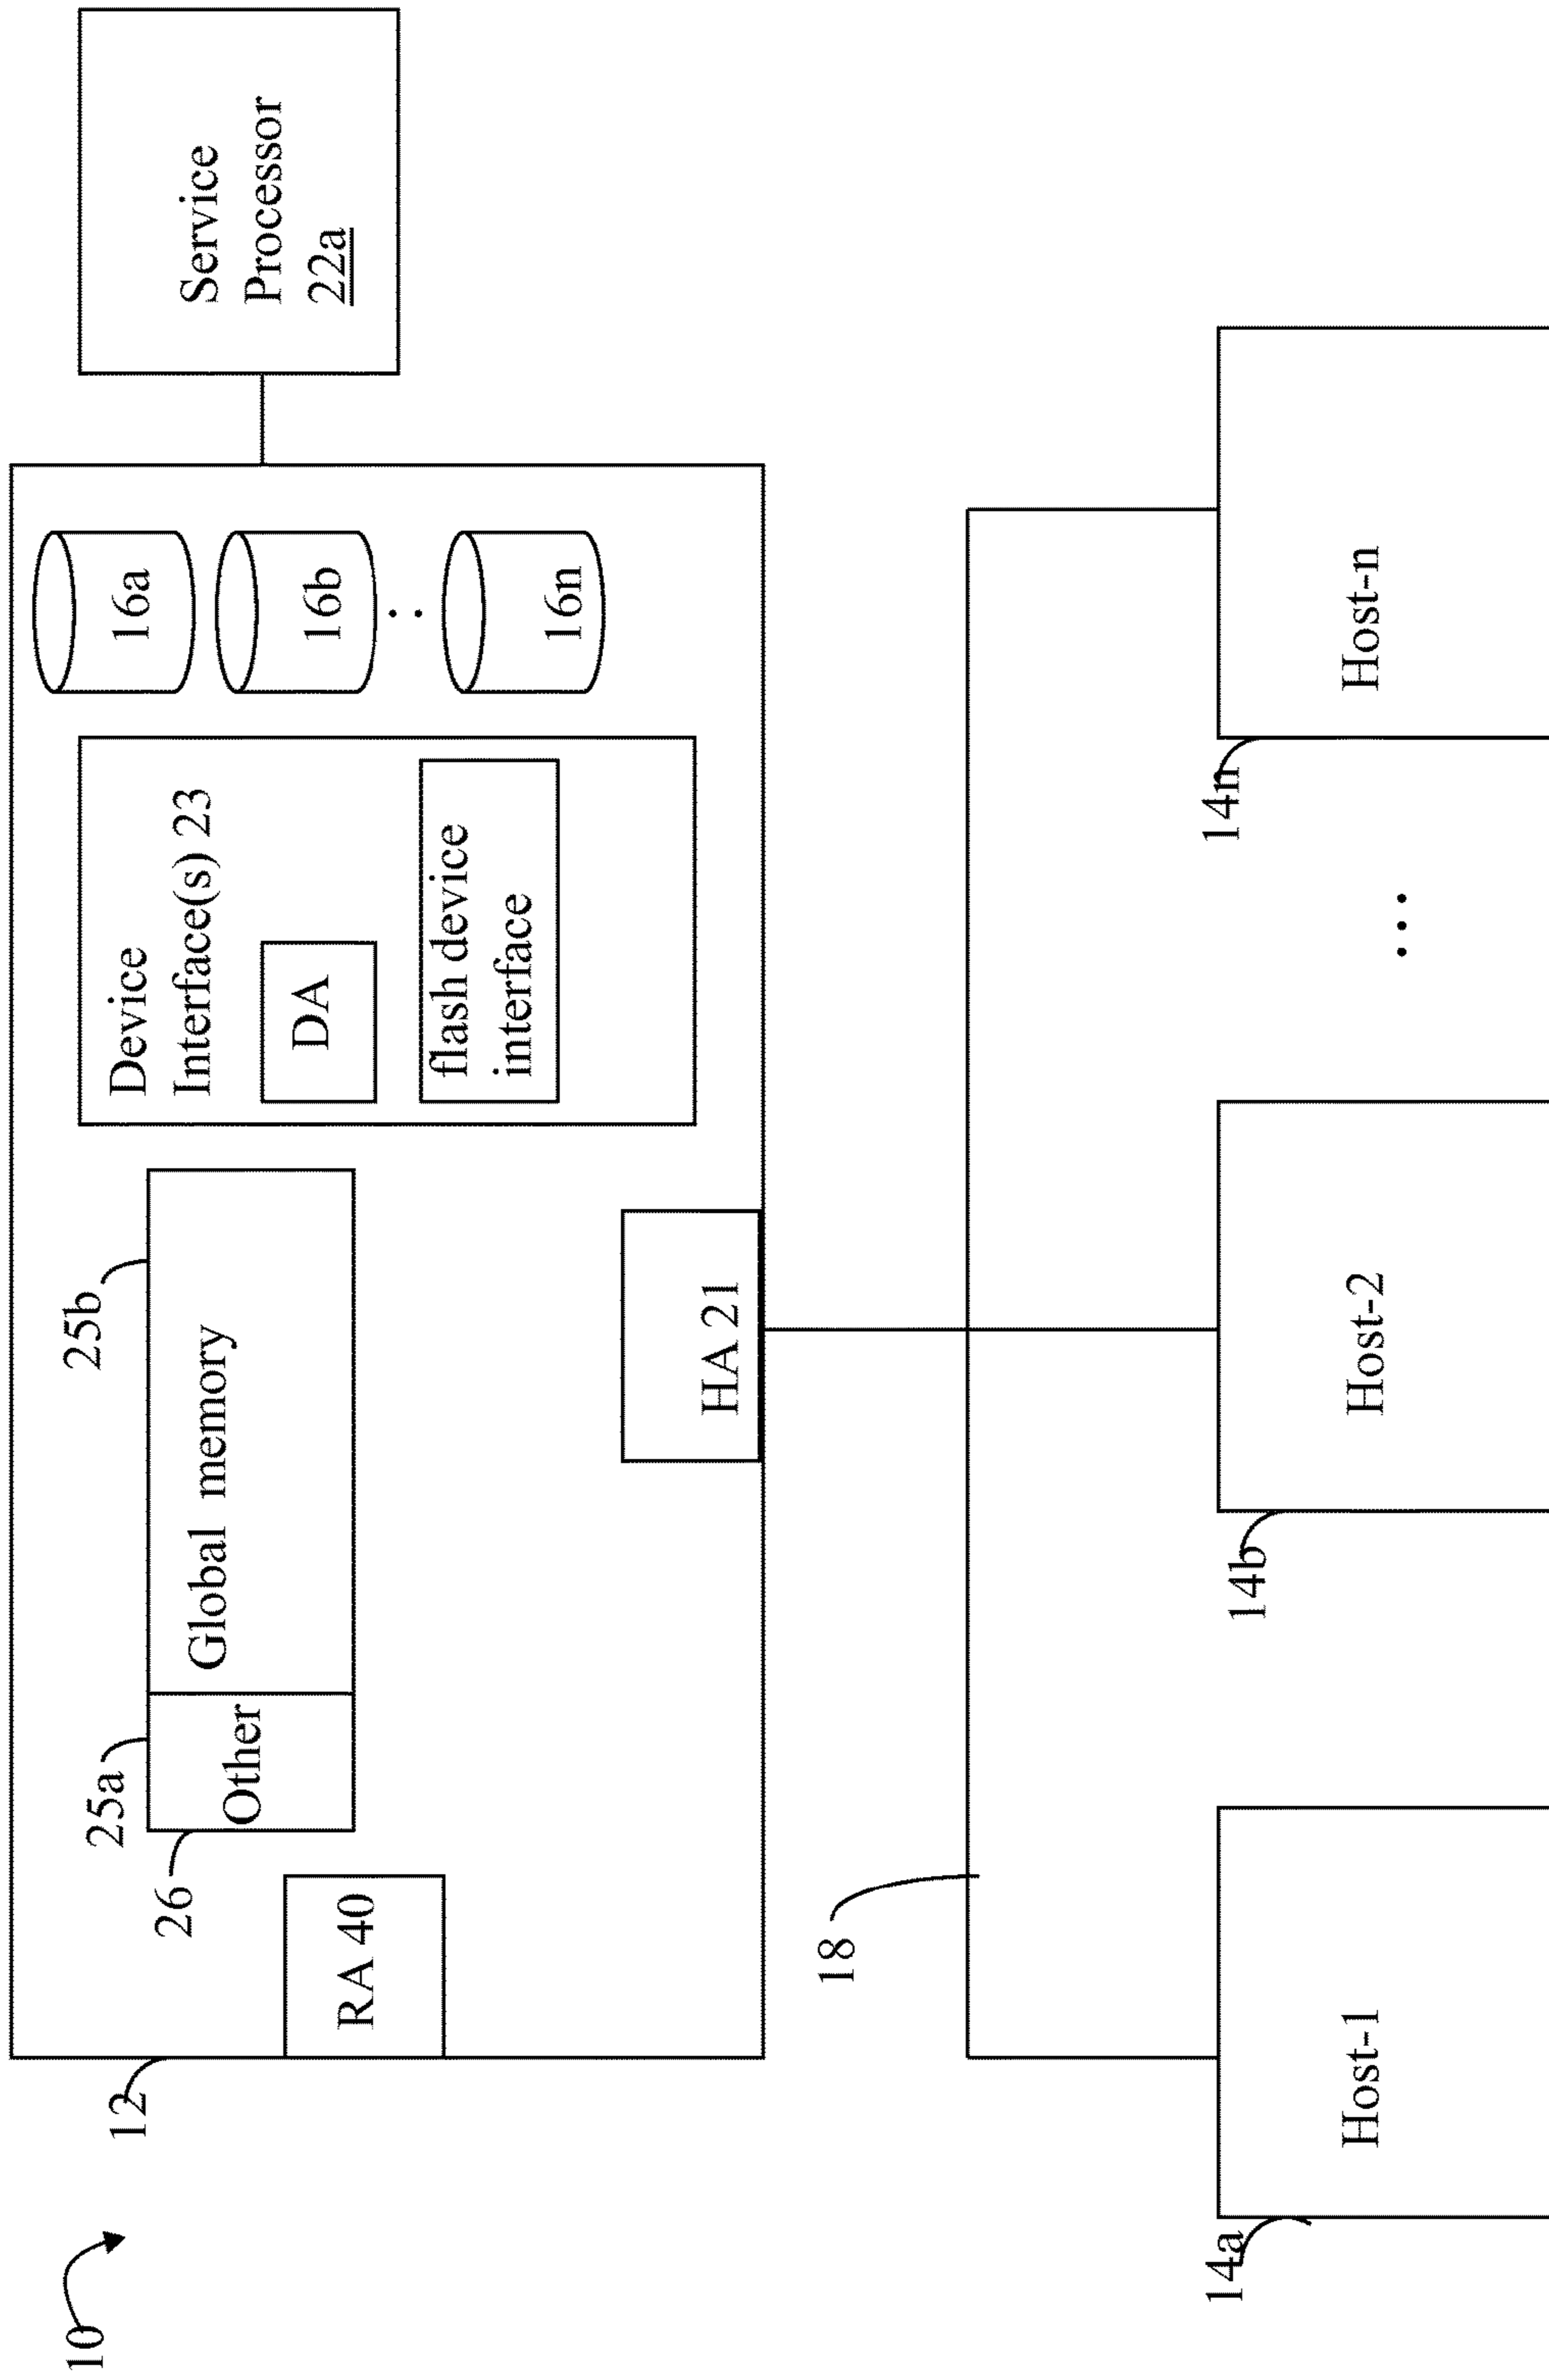 10
12
RA 40
26
25a
Other
25b
Global memory
HA 21
Device
Interface(s) 23
DA
flash device
interface
16a
16b
:
16n
Service
Processor
22a
18
14a
Host-1
14b
Host-2
...
14n
Host-n